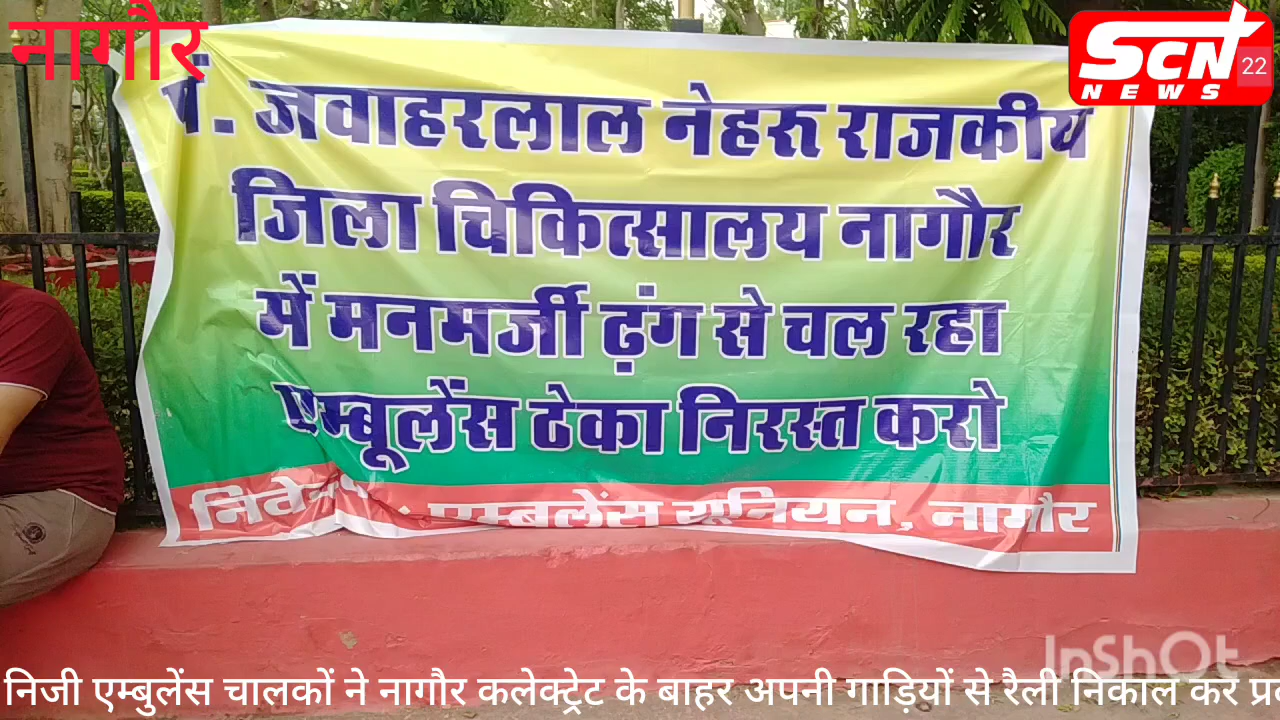 नागौर
SCN
NEWS
22
पं. जवाहरलाल नेहरू राजकीय
जिला चिकित्सालय नागौर
में मनमर्जी ढ़ंग से चल रहा
एम्बूलेंस ठेका निरस्त करो
एम्बूलेंस यूनियन, नागौर
InShOt
निजी एम्बुलेंस चालकों ने नागौर कलेक्ट्रेट के बाहर अपनी गाड़ियों से रैली निकाल कर